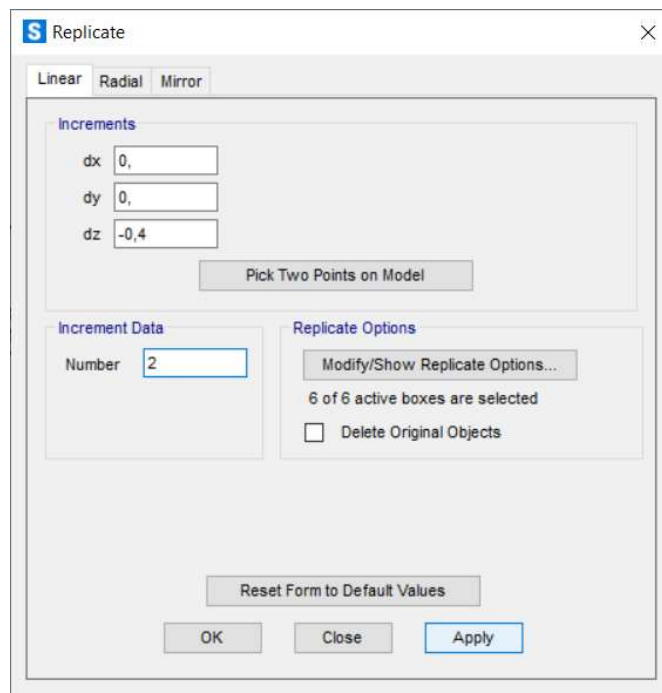 S Replicate
Linear Radial Mirror
Increments
dx 0,
dy 0,
dz -0,4
Pick Two Points on Model
Increment Data
Number 2
Replicate Options
Modify/Show Replicate Options...
6 of 6 active boxes are selected
Delete Original Objects
Reset Form to Default Values
OK Close Apply